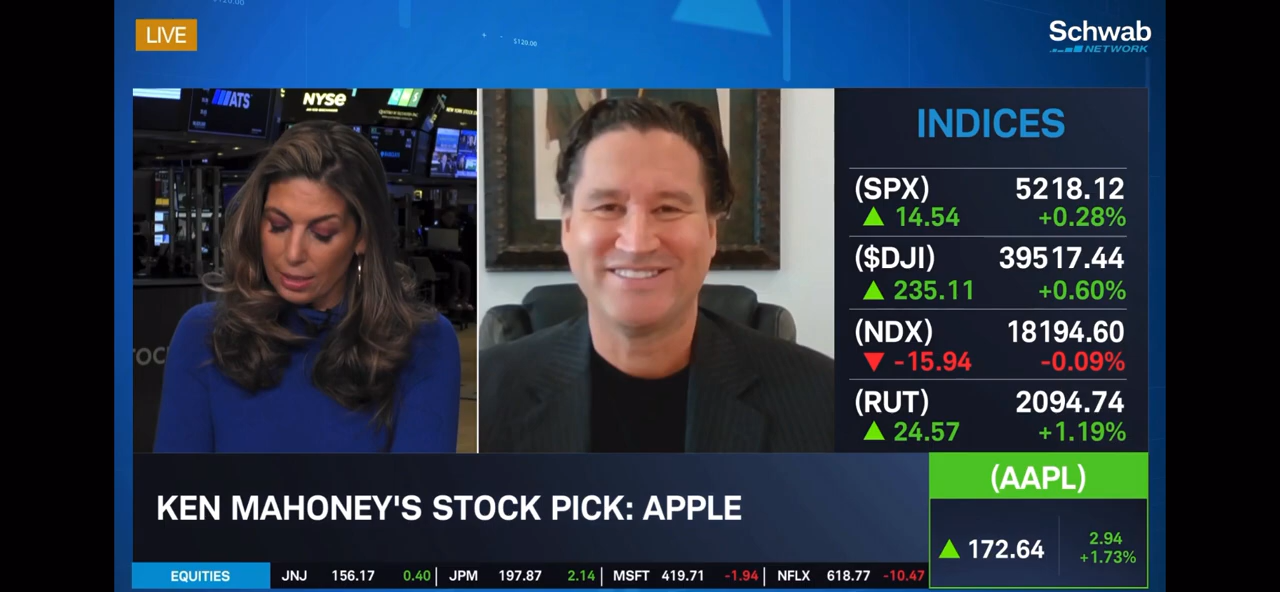 LIVE
Schwab
NETWORK
$120.00
ATS
NYSE
INDICES
(SPX) 5218.12
▲ 14.54 +0.28%
($DJI) 39517.44
▲ 235.11 +0.60%
(NDX) 18194.60
▼ -15.94 -0.09%
(RUT) 2094.74
▲ 24.57 +1.19%
KEN MAHONEY'S STOCK PICK: APPLE
(AAPL)
▲ 172.64 2.94
+1.73%
EQUITIES JNJ 156.17 0.40 JPM 197.87 2.14 MSFT 419.71 -1.94 NFLX 618.77 -10.47